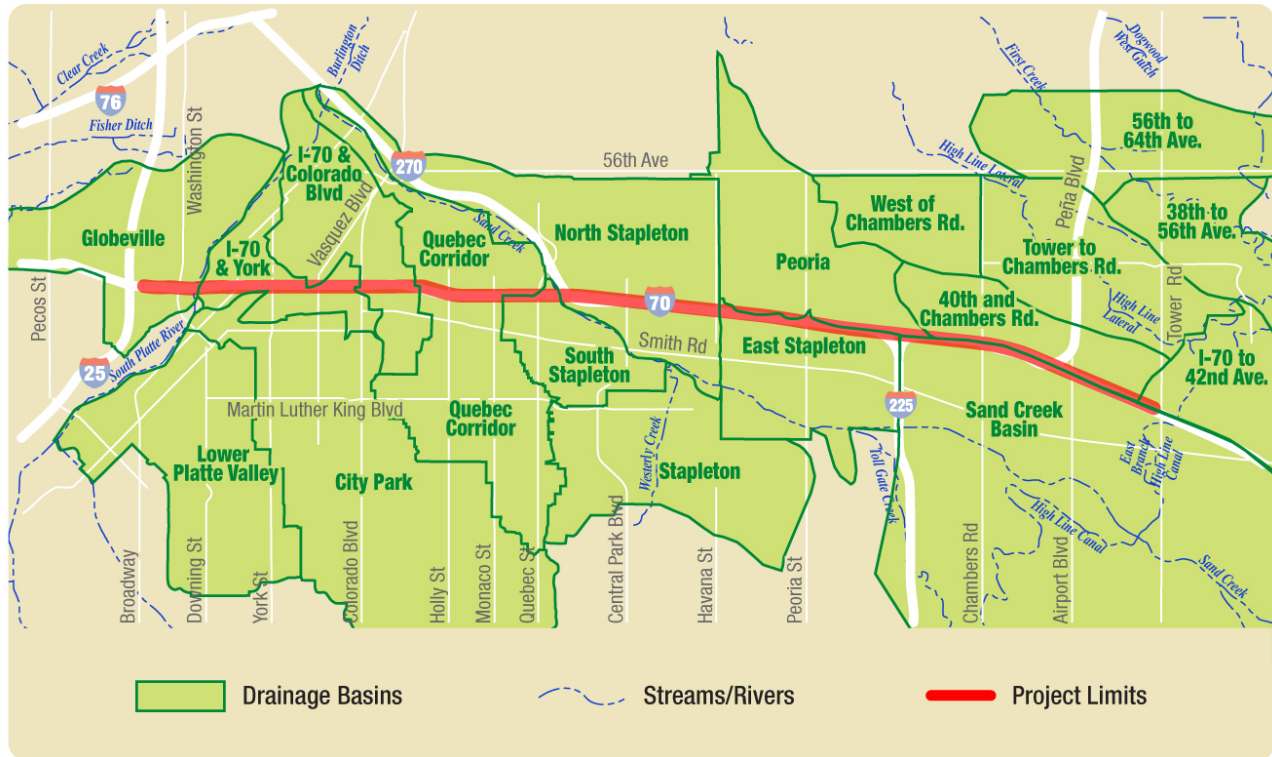 Clear Creek
76
Fisher Ditch
Washington St
Burlington
Ditch
I-70 &
Colorado
Blvd
Vasquez Blvd
270
Sand Creek
56th Ave
First Creek
Dogwood
West Gutch
High Line Lateral
Peña Blvd
56th to
64th Ave.
Globeville
I-70
& York
Quebec
Corridor
North Stapleton
Peoria
West of
Chambers Rd.
Tower to
Chambers Rd.
38th to
56th Ave.
Pecos St
70
40th and
Chambers Rd.
High Line
Lateral
Tower Rd
25
South Platte River
Smith Rd
East Stapleton
South
Stapleton
I-70 to
42nd Ave.
225
Martin Luther King Blvd
Quebec
Corridor
Sand Creek
Basin
Lower
Platte Valley
City Park
Westerly Creek
Stapleton
Toll Gate Creek
East
Branch
High Line
Canal
High Line Canal
Sand Creek
Broadway
Downing St
York St
Colorado Blvd
Holly St
Monaco St
Quebec St
Central Park Blvd
Havana St
Peoria St
Chambers Rd
Airport Blvd
Drainage Basins
Streams/Rivers
Project Limits